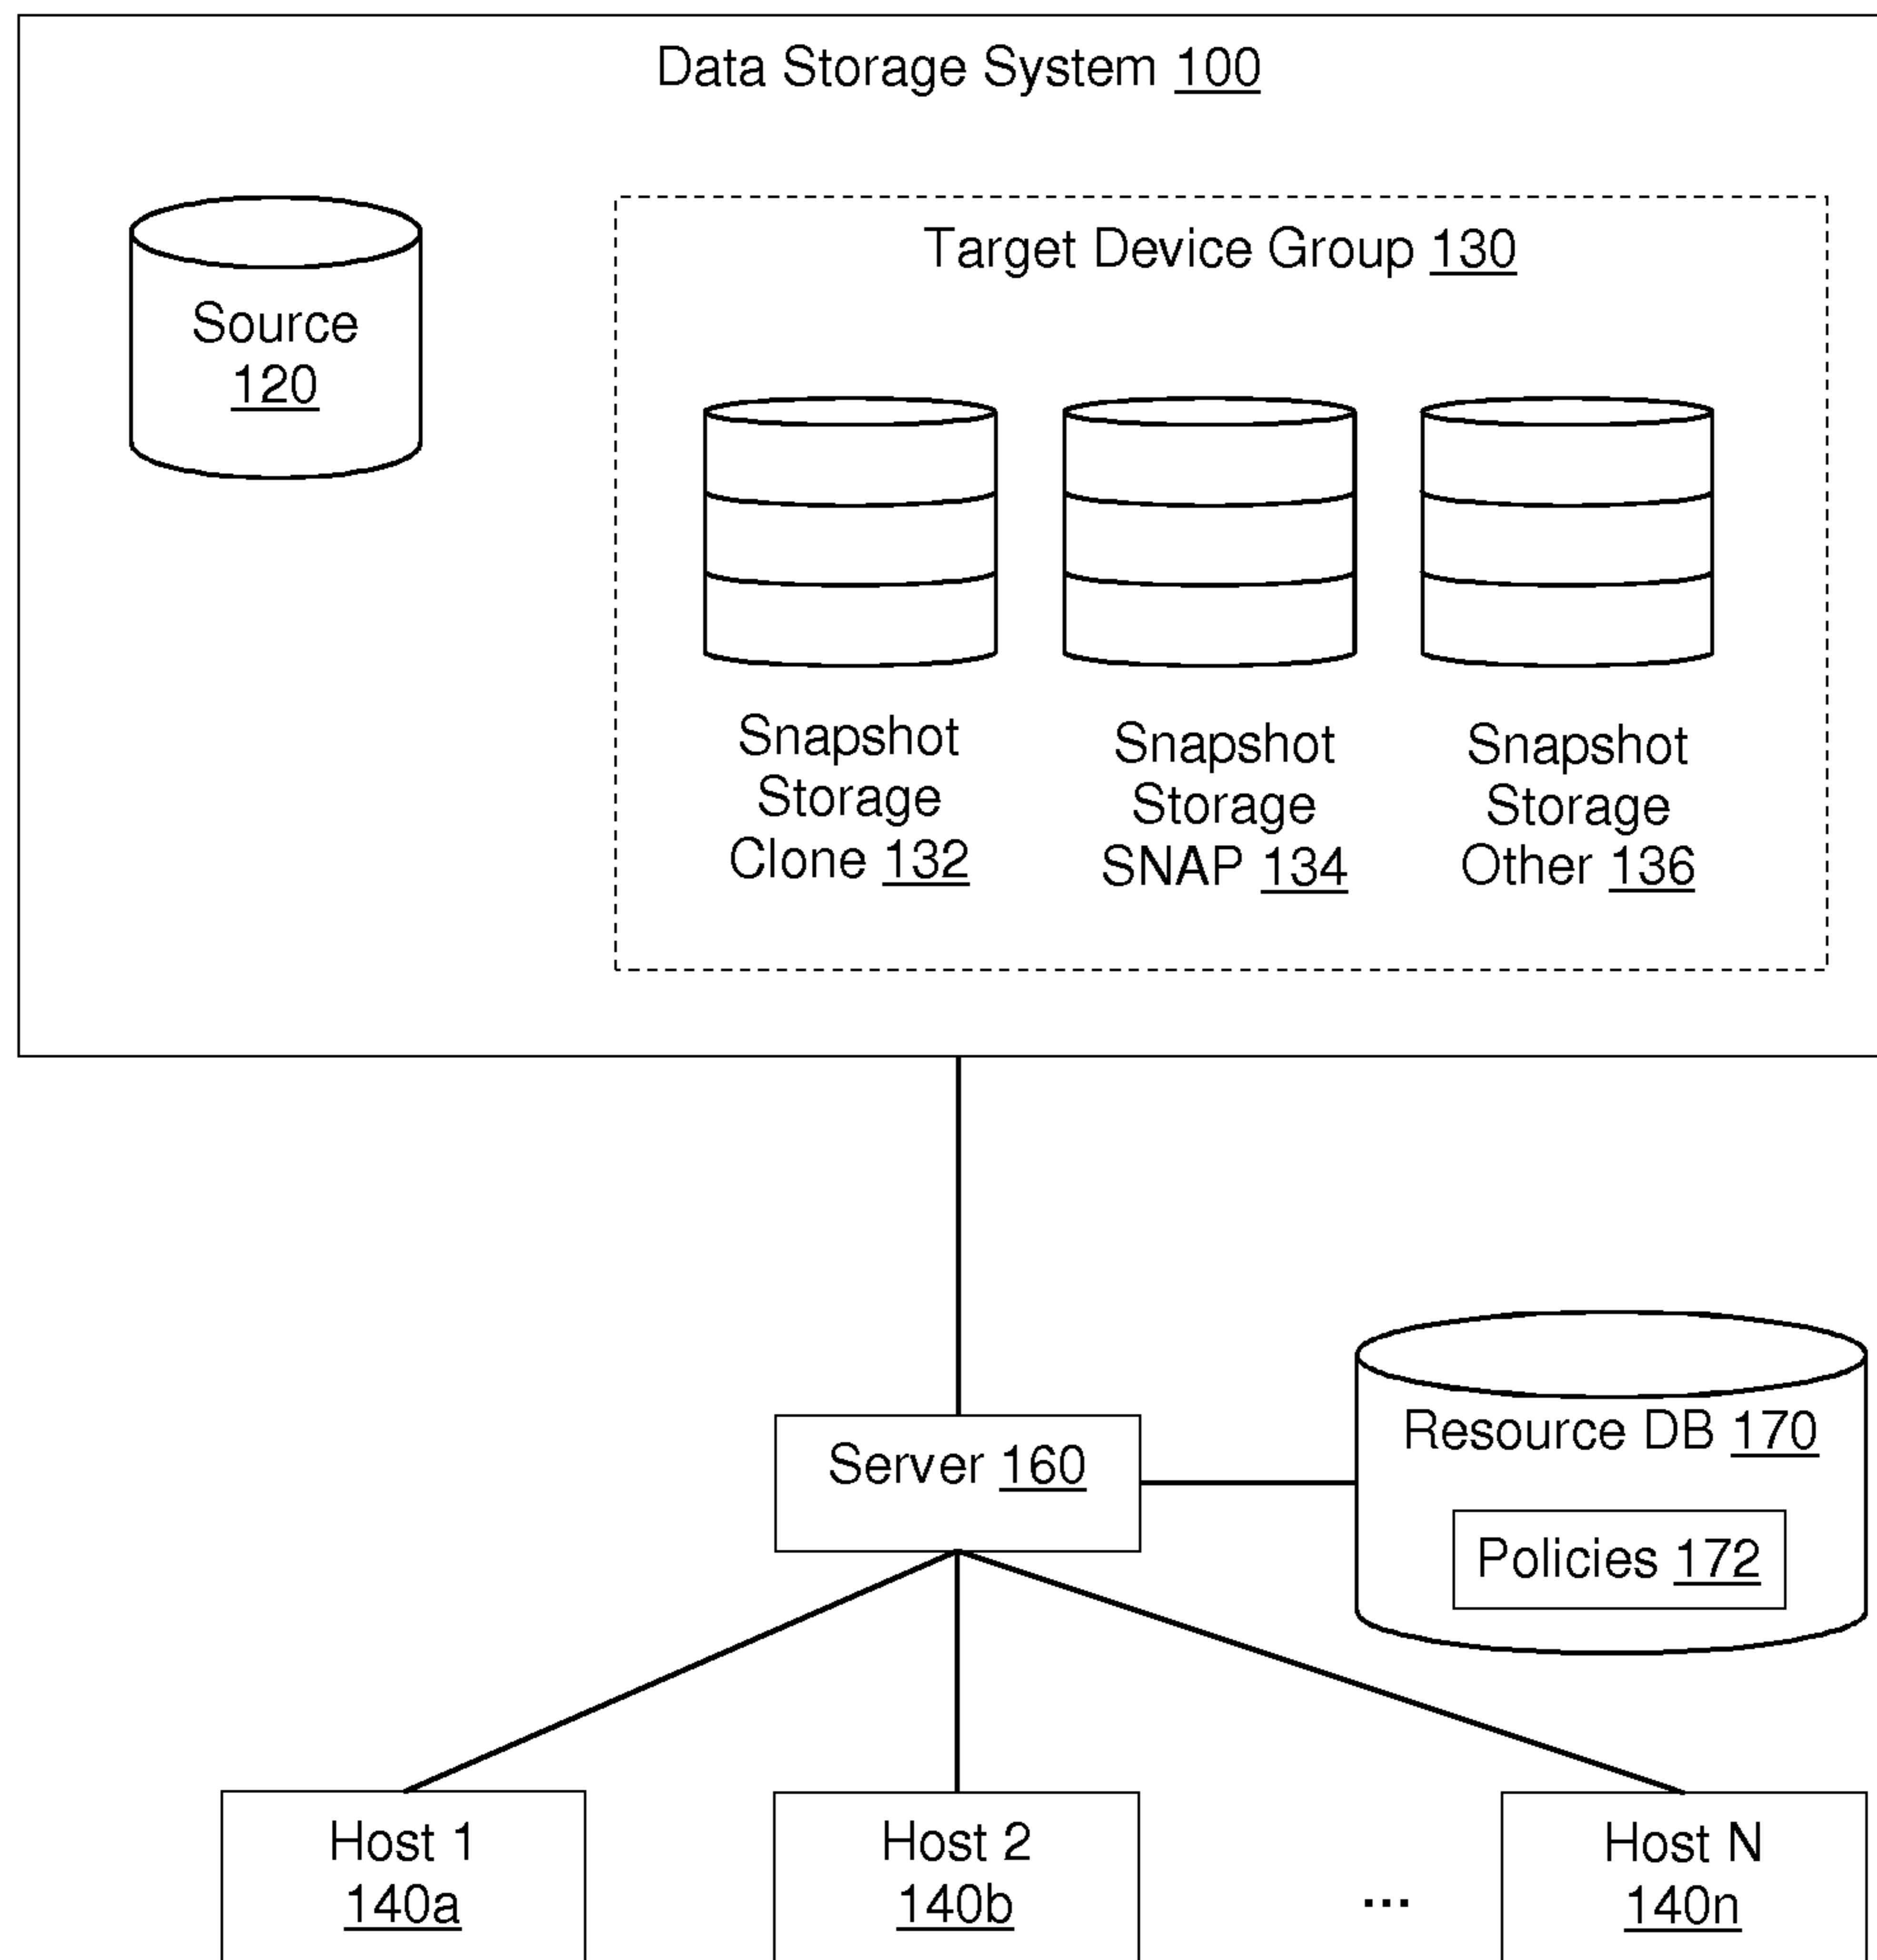 Data Storage System 100
Source
120
Target Device Group 130
Snapshot
Storage
Clone 132
Snapshot
Storage
SNAP 134
Snapshot
Storage
Other 136
Server 160
Resource DB 170
Policies 172
Host 1
140a
Host 2
140b
...
Host N
140n